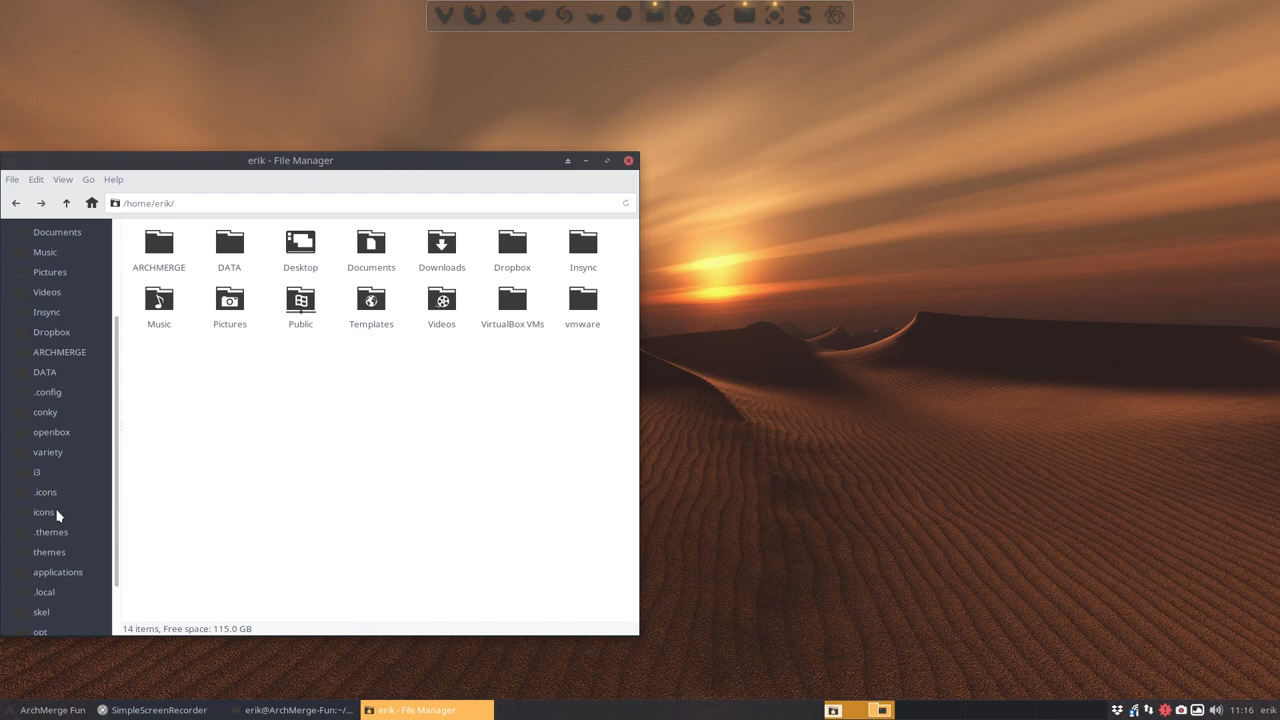 erik - File Manager
File Edit View Go Help
/home/erik/
Documents
Music
Pictures
Videos
Insync
Dropbox
ARCHMERGE
DATA
.config
conky
openbox
variety
i3
.icons
icons
.themes
themes
applications
.local
skel
opt
ARCHMERGE DATA Desktop Documents Downloads Dropbox Insync
Music Pictures Public Templates Videos VirtualBox VMs vmware
14 items, Free space: 115.0 GB
ArchMerge Fun SimpleScreenRecorder erik@ArchMerge-Fun:~/... erik - File Manager 11:16 erik